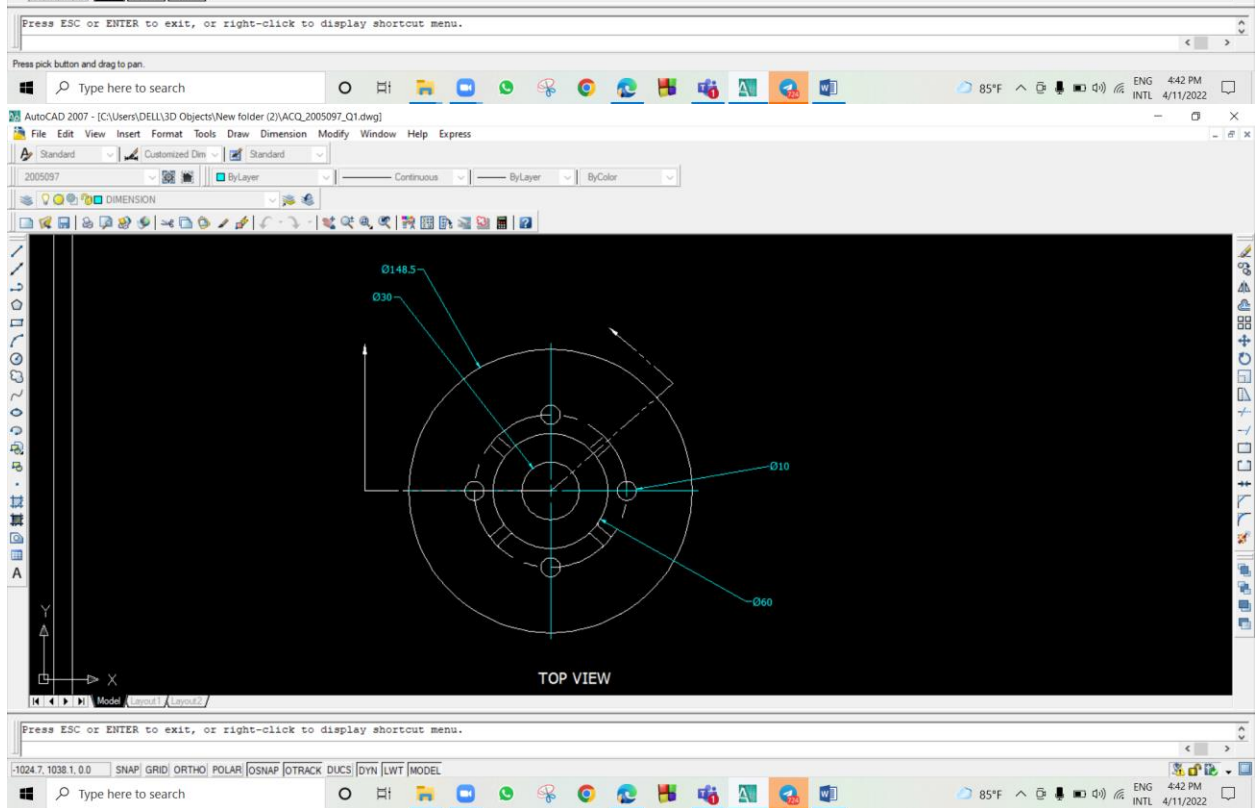 Press ESC or ENTER to exit, or right-click to display shortcut menu.
Press pick button and drag to pan.
Type here to search
85°F
ENG
INTL
4:42 PM
4/11/2022
AutoCAD 2007 - [C:\Users\DELL\3D Objects\New folder (2)\ACQ_2005097_Q1.dwg]
File Edit View Insert Format Tools Draw Dimension Modify Window Help Express
Standard Customized Dim Standard
2005097 ByLayer Continuous ByLayer ByColor
DIMENSION
Ø148.5
Ø30
Ø10
Ø60
Y
X
TOP VIEW
Model Layout1 Layout2
Press ESC or ENTER to exit, or right-click to display shortcut menu.
-1024.7, 1038.1, 0.0 SNAP GRID ORTHO POLAR OSNAP OTRACK DUCS DYN LWT MODEL
Type here to search
85°F
ENG
INTL
4:42 PM
4/11/2022